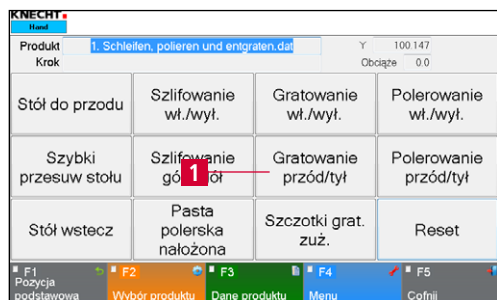 KNECHT
Hand
Produkt 1. Schleifen, polieren und entgraten.dat Y 100.147
Krok Obciąże 0.0
Stół do przodu
Szlifowanie
wł./wył.
Gratowanie
wł./wył.
Polerowanie
wł./wył.
Szybki
przesuw stołu
Szlifowanie
1
Gratowanie
przód/tył
Polerowanie
przód/tył
Stół wstecz
Pasta
polerska
nałożona
Szczotki grat.
zuż.
Reset
F1
Pozycja
podstawowa
F2
Wybór produktu
F3
Dane produktu
F4
Menu
F5
Cofnij